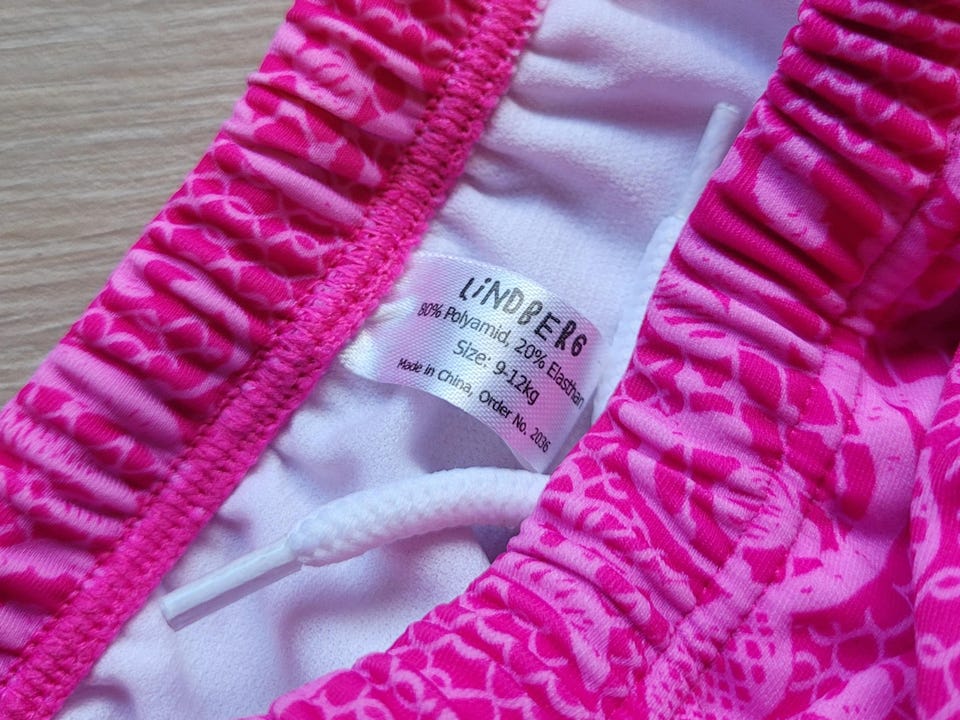 LiNDBERG
80% Polyamid, 20% Elasthan
Size: 9-12kg
Made in China, Order No. 2036